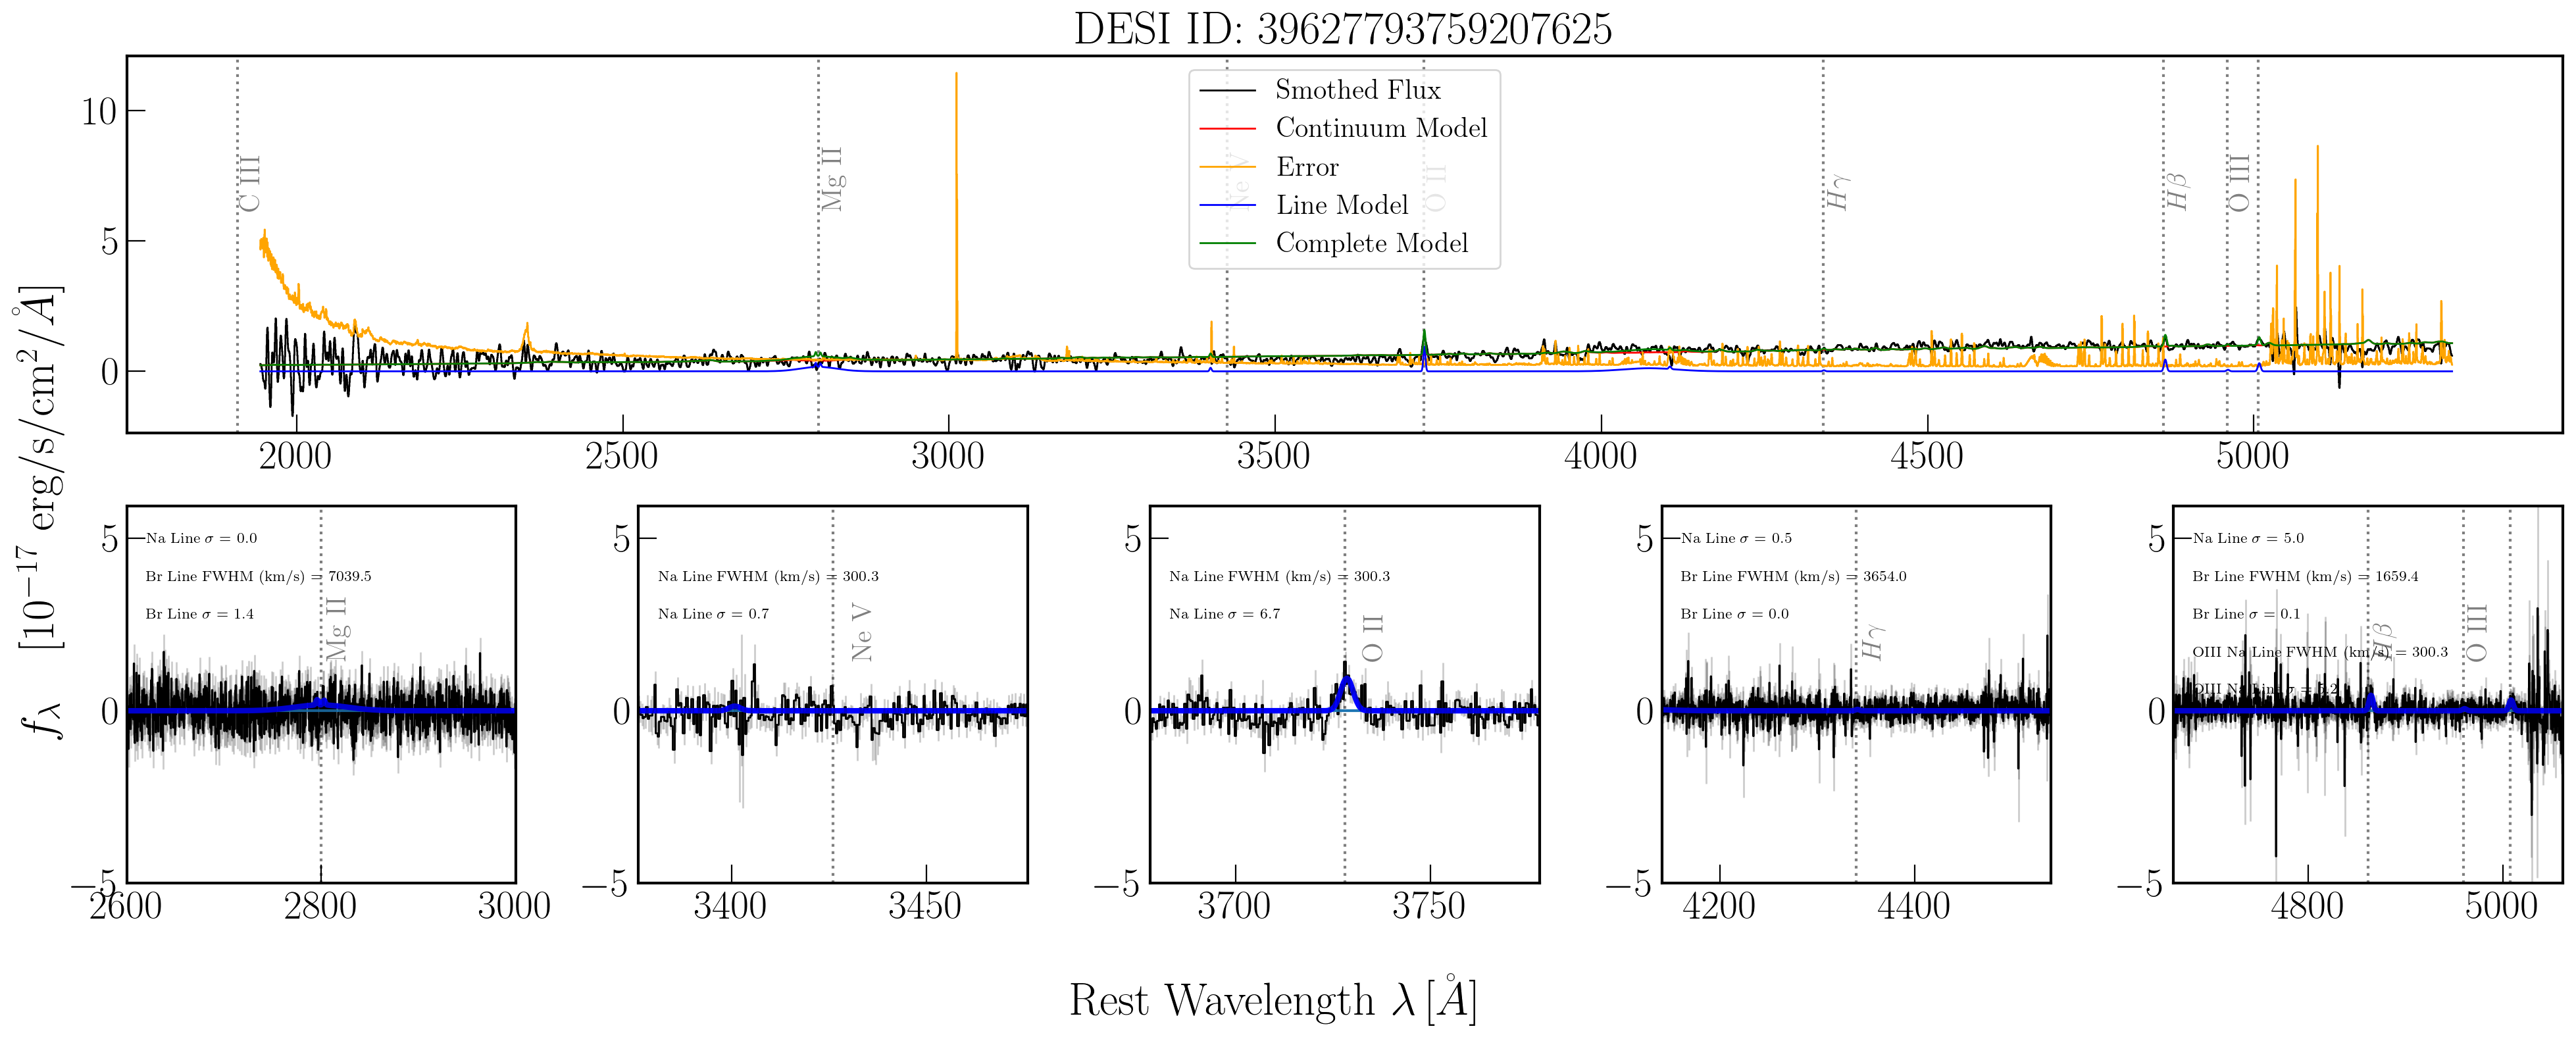 DESI ID: 39627793759207625
Smothed Flux
Continuum Model
Error
Line Model
Complete Model
C III
Mg II
Ne V
O II
Hγ
Hβ
O III
10
5
0
2000 2500 3000 3500 4000 4500 5000
fλ [10−17 erg/s/cm2/Å]
Na Line σ = 0.0
Br Line FWHM (km/s) = 7039.5
Br Line σ = 1.4
Mg II
5
0
−5
2600 2800 3000
Na Line FWHM (km/s) = 300.3
Na Line σ = 0.7
Ne V
5
0
−5
3400 3450
Na Line FWHM (km/s) = 300.3
Na Line σ = 6.7
O II
5
0
−5
3700 3750
Na Line σ = 0.5
Br Line FWHM (km/s) = 3654.0
Br Line σ = 0.0
Hγ
5
0
−5
4200 4400
Na Line σ = 5.0
Br Line FWHM (km/s) = 1659.4
Br Line σ = 0.1
OIII Na Line FWHM (km/s) = 300.3
OIII Na Line σ =
Hβ
O III
5
0
−5
4800 5000
Rest Wavelength λ [Å]